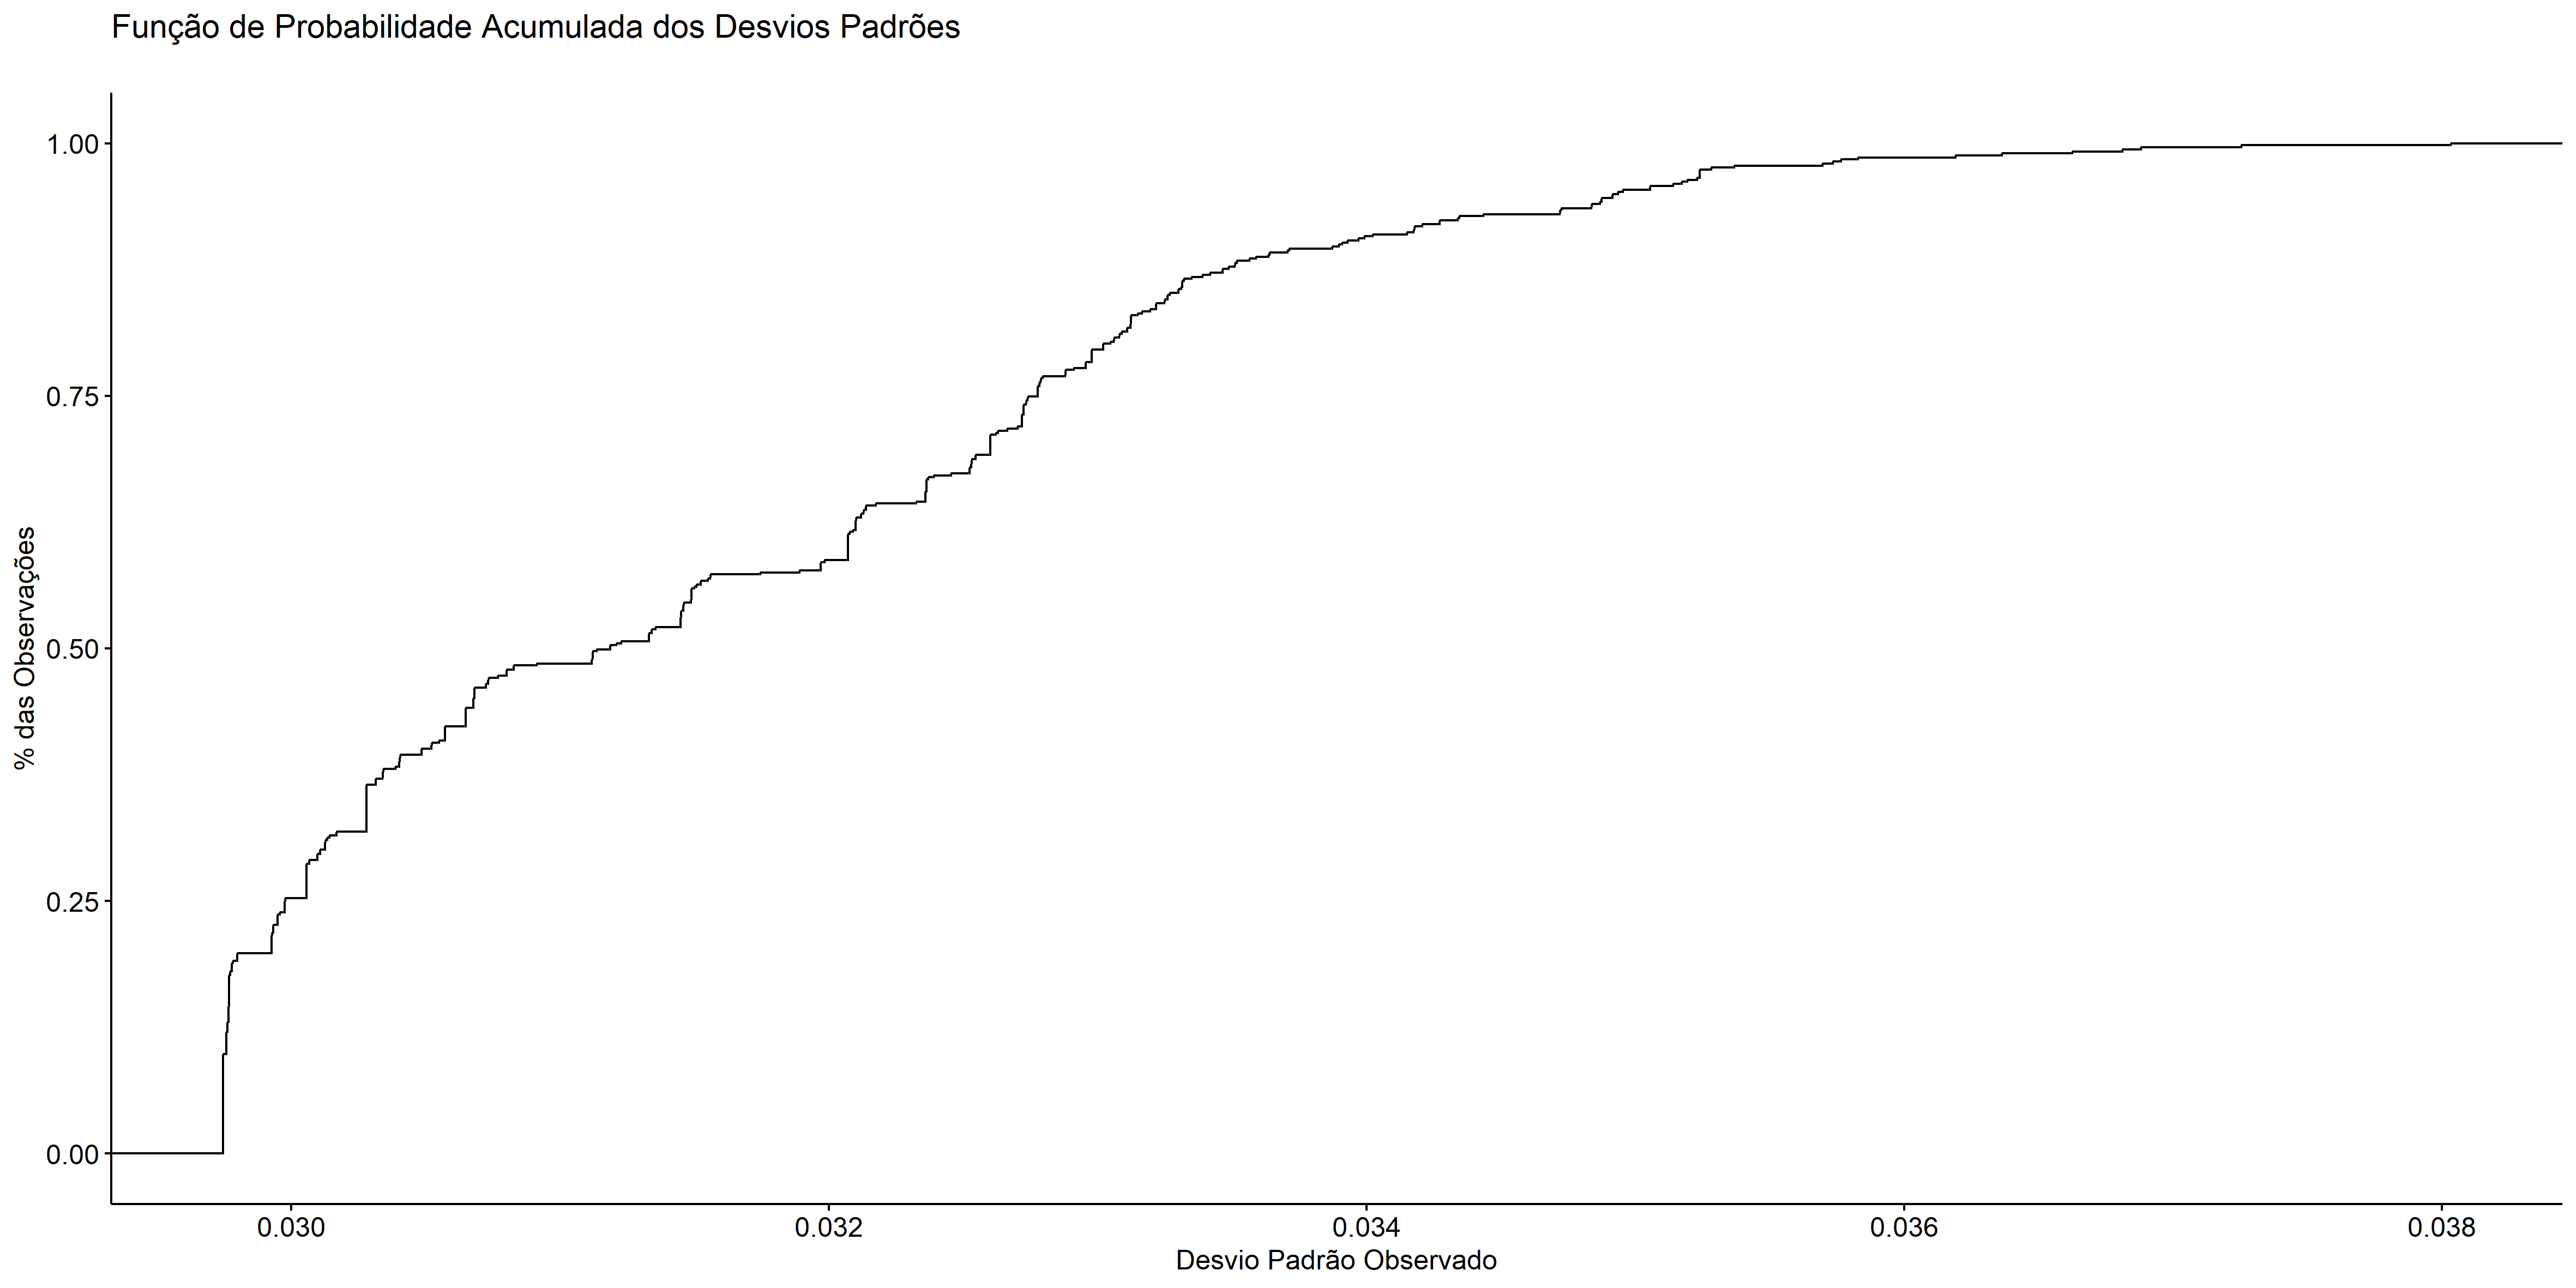 Função de Probabilidade Acumulada dos Desvios Padrões
1.00
0.75
0.50
0.25
0.00
% das Observações
0.030 0.032 0.034 0.036 0.038
Desvio Padrão Observado